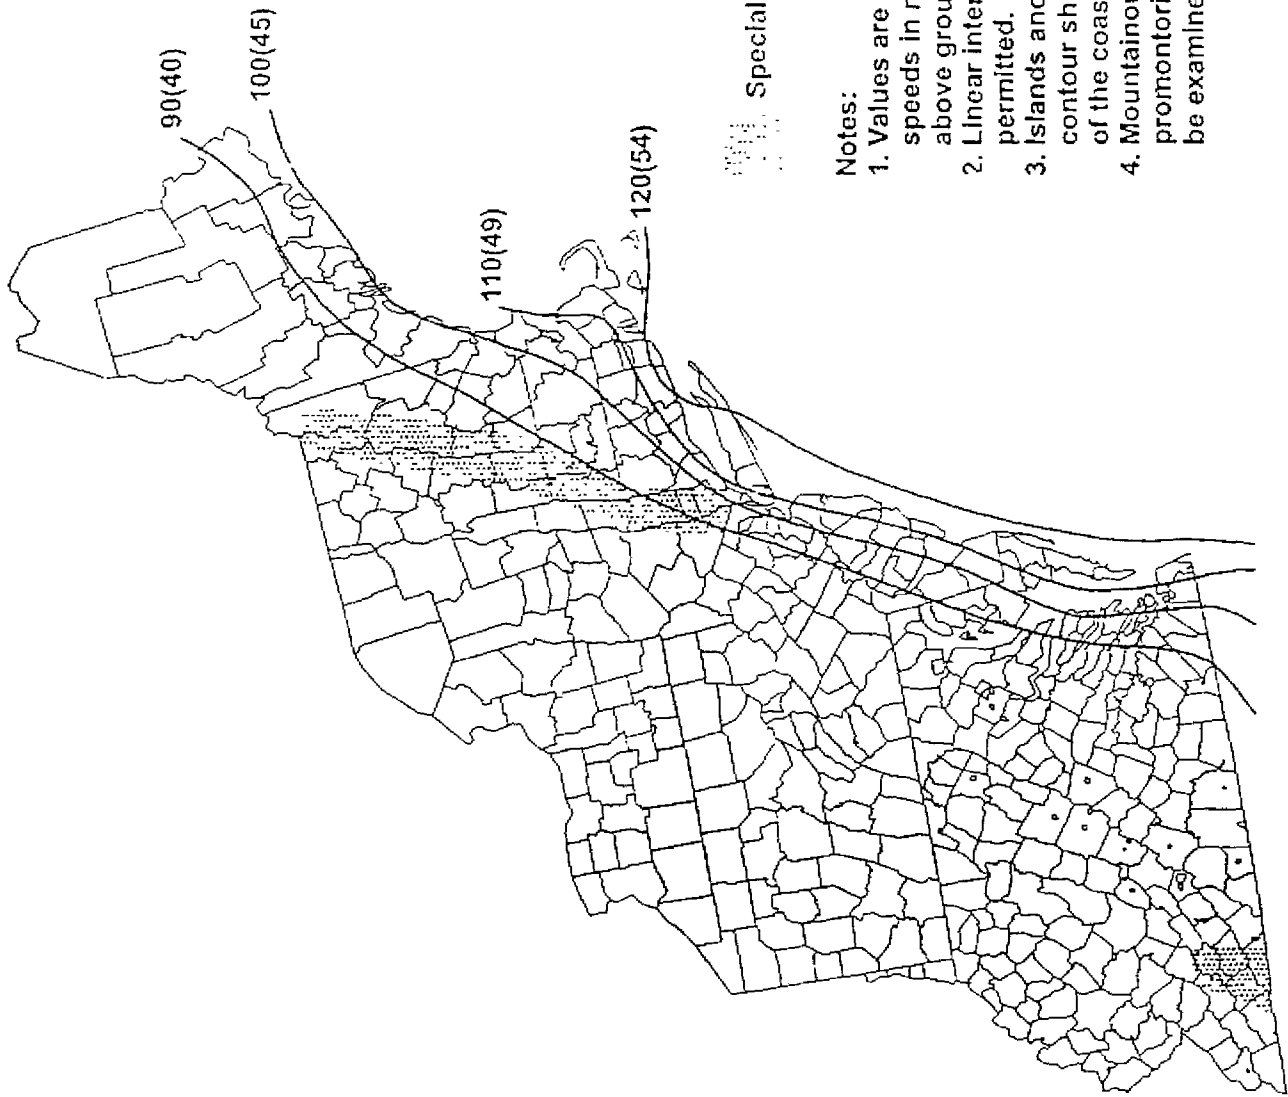 90(40)
100(45)
110(49)
120(54)
Special
Notes:
1. Values are
speeds in
above grou
2. Linear inter
permitted.
3. Islands and
contour sh
of the coas
4. Mountainou
promontori
be examine